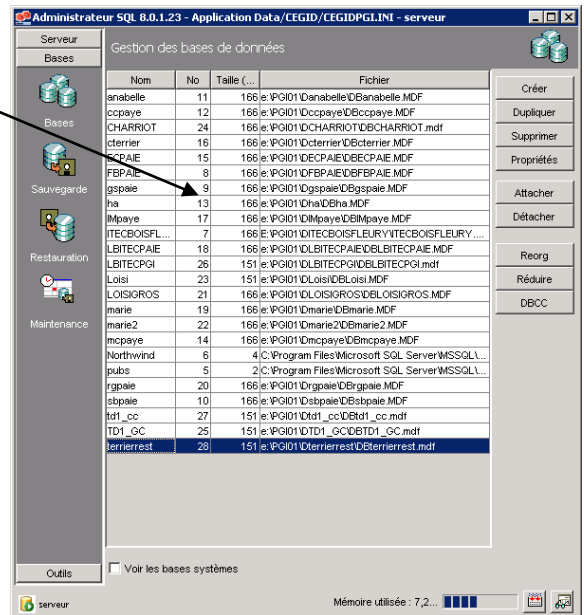 Administrateur SQL 8.0.1.23 - Application Data/CEGID/CEGIDPGI.INI - serveur
Serveur
Bases
Gestion des bases de données
Bases
Sauvegarde
Restauration
Maintenance
Nom No Taille (... Fichier
anabelle 11 166 e:\PGI01\Danabelle\DBanabelle.MDF
ccpaye 12 166 e:\PGI01\Dccpaye\DBccpaye.MDF
CHARRIOT 24 166 e:\PGI01\DCHARRIOT\DBCHARRIOT.mdf
cterrier 16 166 e:\PGI01\Dcterrier\DBcterrier.MDF
ECPAIE 15 166 e:\PGI01\DECPAIE\DBECPAIE.MDF
FBPAIE 8 166 e:\PGI01\DFBPAIE\DBFBPAIE.MDF
gspaie 9 166 e:\PGI01\Dgspaie\DBgspaie.MDF
ha 13 166 e:\PGI01\Dha\DBha.MDF
IMpaye 17 166 e:\PGI01\DIMpaye\DBIMpaye.MDF
ITECBOISFL... 7 166 E:\PGI01\DITECBOISFLEURY\ITECBOISFLEURY....
LBITECPAIE 18 166 e:\PGI01\DLBITECPAIE\DBLBITECPAIE.MDF
LBITECPGI 26 151 e:\PGI01\DLBITECPGI\DBLBITECPGI.mdf
Loisi 23 151 e:\PGI01\DLoisi\DBLoisi.MDF
LOISIGROS 21 166 e:\PGI01\DLOISIGROS\DBLOISIGROS.MDF
marie 19 166 e:\PGI01\Dmarie\DBmarie.MDF
marie2 22 166 e:\PGI01\Dmarie2\DBmarie2.MDF
mcpaye 14 166 e:\PGI01\Dmcpaye\DBmcpaye.MDF
Northwind 6 4 C:\Program Files\Microsoft SQL Server\MSSQL\...
pubs 5 2 C:\Program Files\Microsoft SQL Server\MSSQL\...
rgpaie 20 166 e:\PGI01\Drgpaie\DBrgpaie.MDF
sbpaie 10 166 e:\PGI01\Dsbpaie\DBsbpaie.MDF
td1_cc 27 151 e:\PGI01\Dtd1_cc\DBtd1_cc.mdf
TD1_GC 25 151 e:\PGI01\DTD1_GC\DBTD1_GC.mdf
terrierrest 28 151 e:\PGI01\Dterrierrest\DBterrierrest.mdf
Créer
Dupliquer
Supprimer
Propriétés
Attacher
Détacher
Reorg
Réduire
DBCC
Outils
Voir les bases systèmes
serveur
Mémoire utilisée : 7,2...